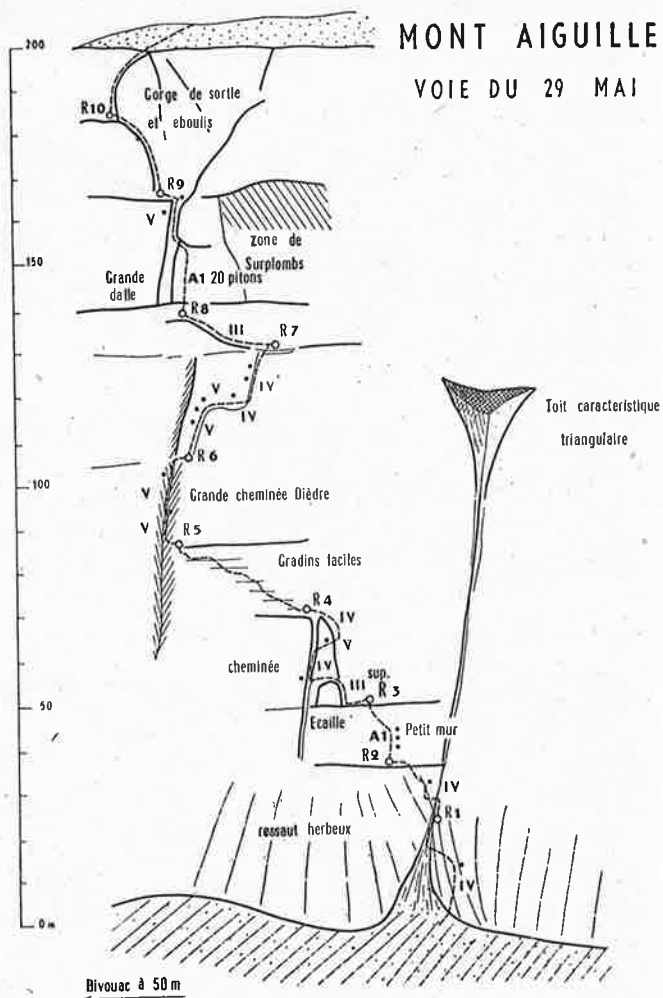 MONT AIGUILLE
VOIE DU 29 MAI
200
Gorge de sortie
et eboulis
R10
R9
V
150
zone de
Surplombs
A1 20 pitons
Grande
dalle
R8
III
R7
IV
V
V
IV
Toit caracteristique
triangulaire
R6
100
V
Grande cheminée Dièdre
V
R5
Gradins faciles
R4
IV
V
cheminée
IV
sup.
III R3
50
Ecaille
A1 Petit mur
R2
IV
R1
ressaut herbeux
IV
0 m
Bivouac à 50 m